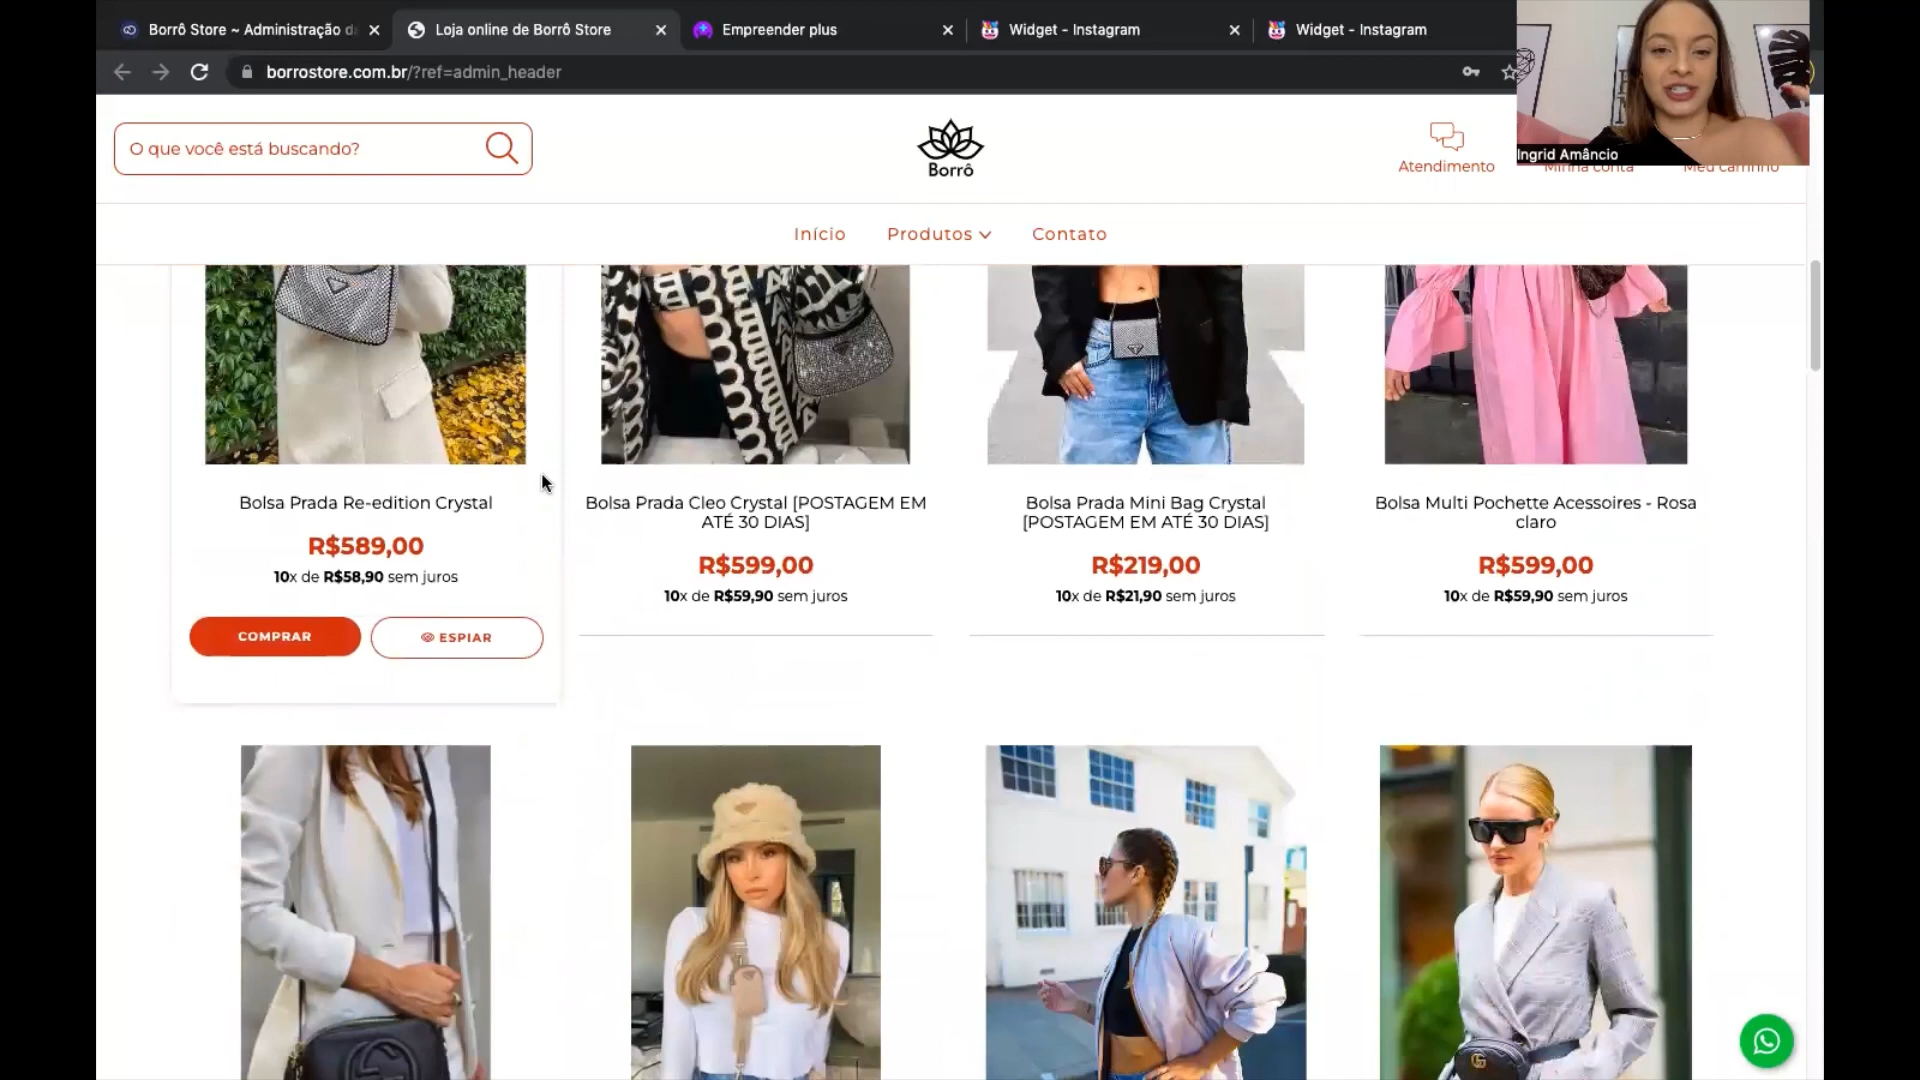 Borrô Store ~ Administração d
Loja online de Borrô Store
Empreender plus
Widget - Instagram
Widget - Instagram
borrostore.com.br/?ref=admin_header
Ingrid Amâncio
O que você está buscando?
Borrô
Atendimento
Minha conta
Meu carrinho
Início
Produtos
Contato
Bolsa Prada Re-edition Crystal
R$589,00
10x de R$58,90 sem juros
COMPRAR
ESPIAR
Bolsa Prada Cleo Crystal [POSTAGEM EM
ATÉ 30 DIAS]
R$599,00
10x de R$59,90 sem juros
Bolsa Prada Mini Bag Crystal
[POSTAGEM EM ATÉ 30 DIAS]
R$219,00
10x de R$21,90 sem juros
Bolsa Multi Pochette Acessoires - Rosa
claro
R$599,00
10x de R$59,90 sem juros